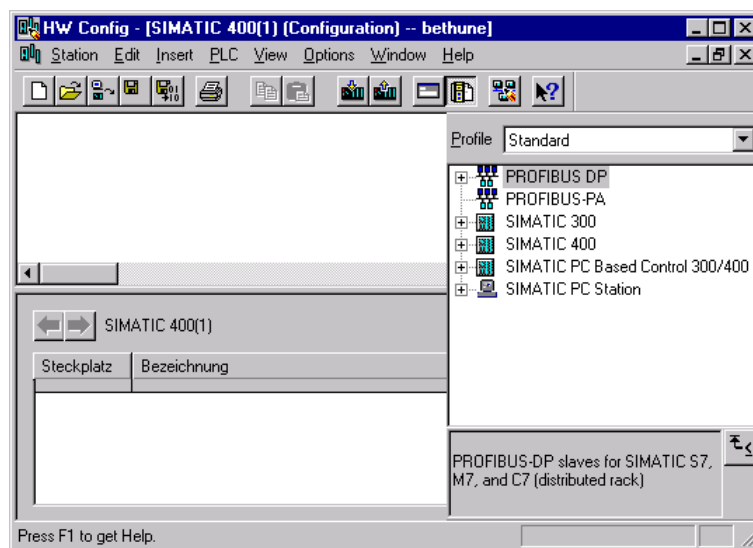 HW Config - [SIMATIC 400(1) (Configuration) -- bethune]
Station Edit Insert PLC View Options Window Help
Profile Standard
PROFIBUS DP
PROFIBUS-PA
SIMATIC 300
SIMATIC 400
SIMATIC PC Based Control 300/400
SIMATIC PC Station
SIMATIC 400(1)
Steckplatz Bezeichnung
PROFIBUS-DP slaves for SIMATIC S7,
M7, and C7 (distributed rack)
Press F1 to get Help.